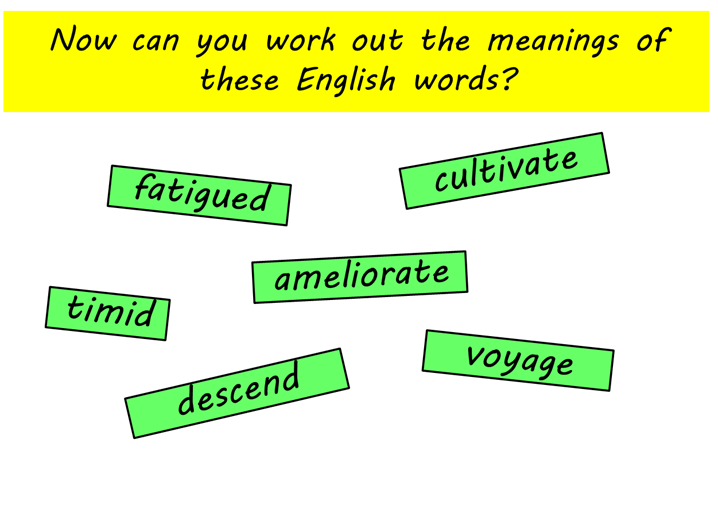 Now can you work out the meanings of
these English words?
fatigued
cultivate
ameliorate
timid
voyage
descend